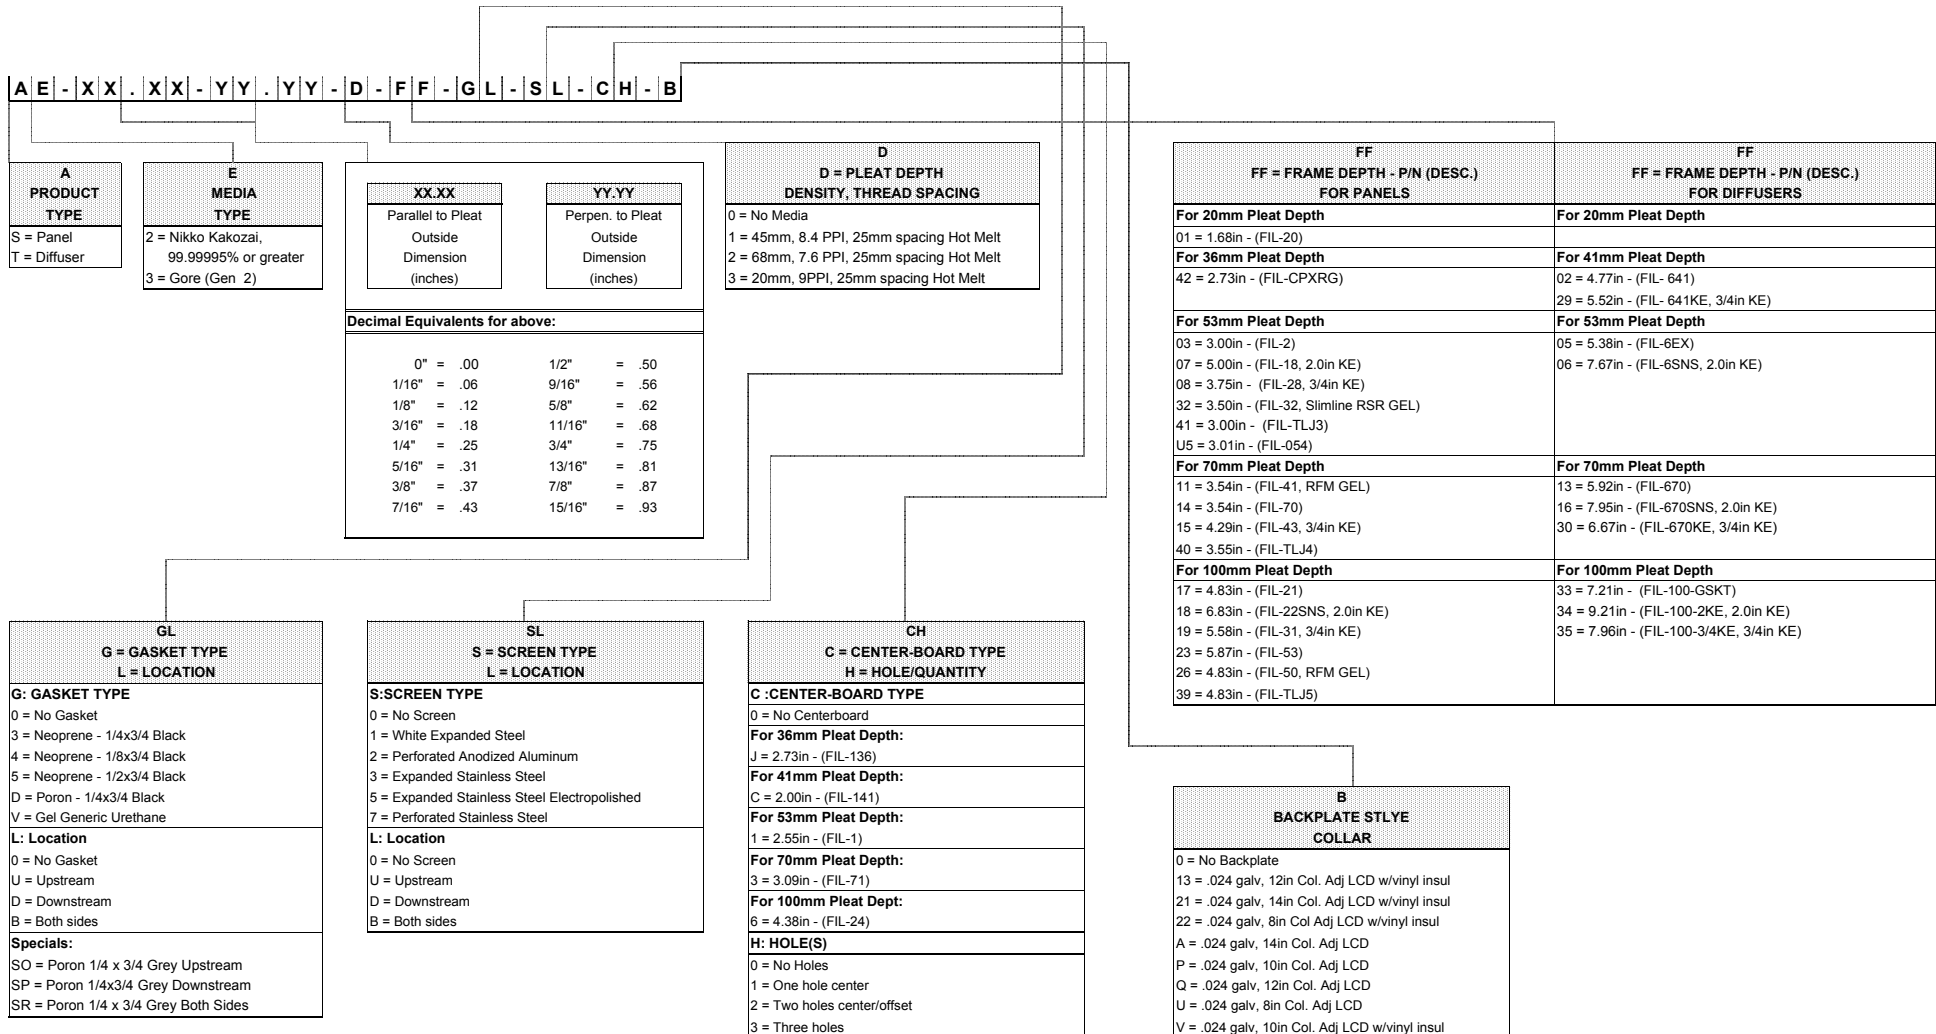 AE-XX.XX-YY.YY-D-FF-GL-SL-CH-B
A
PRODUCT
TYPE
S = Panel
T = Diffuser
E
MEDIA
TYPE
2 = Nikko Kakozai,
99.99995% or greater
3 = Gore (Gen 2)
XX.XX
Parallel to Pleat
Outside
Dimension
(inches)
YY.YY
Perpen. to Pleat
Outside
Dimension
(inches)
Decimal Equivalents for above:
0" = .00 1/2" = .50
1/16" = .06 9/16" = .56
1/8" = .12 5/8" = .62
3/16" = .18 11/16" = .68
1/4" = .25 3/4" = .75
5/16" = .31 13/16" = .81
3/8" = .37 7/8" = .87
7/16" = .43 15/16" = .93
D
D = PLEAT DEPTH
DENSITY, THREAD SPACING
0 = No Media
1 = 45mm, 8.4 PPI, 25mm spacing Hot Melt
2 = 68mm, 7.6 PPI, 25mm spacing Hot Melt
3 = 20mm, 9PPI, 25mm spacing Hot Melt
FF
FF = FRAME DEPTH - P/N (DESC.)
FOR PANELS
For 20mm Pleat Depth
01 = 1.68in - (FIL-20)
For 36mm Pleat Depth
42 = 2.73in - (FIL-CPXRG)
For 53mm Pleat Depth
03 = 3.00in - (FIL-2)
07 = 5.00in - (FIL-18, 2.0in KE)
08 = 3.75in - (FIL-28, 3/4in KE)
32 = 3.50in - (FIL-32, Slimline RSR GEL)
41 = 3.00in - (FIL-TLJ3)
U5 = 3.01in - (FIL-054)
For 70mm Pleat Depth
11 = 3.54in - (FIL-41, RFM GEL)
14 = 3.54in - (FIL-70)
15 = 4.29in - (FIL-43, 3/4in KE)
40 = 3.55in - (FIL-TLJ4)
For 100mm Pleat Depth
17 = 4.83in - (FIL-21)
18 = 6.83in - (FIL-22SNS, 2.0in KE)
19 = 5.58in - (FIL-31, 3/4in KE)
23 = 5.87in - (FIL-53)
26 = 4.83in - (FIL-50, RFM GEL)
39 = 4.83in - (FIL-TLJ5)
FF
FF = FRAME DEPTH - P/N (DESC.)
FOR DIFFUSERS
For 20mm Pleat Depth
For 41mm Pleat Depth
02 = 4.77in - (FIL- 641)
29 = 5.52in - (FIL- 641KE, 3/4in KE)
For 53mm Pleat Depth
05 = 5.38in - (FIL-6EX)
06 = 7.67in - (FIL-6SNS, 2.0in KE)
For 70mm Pleat Depth
13 = 5.92in - (FIL-670)
16 = 7.95in - (FIL-670SNS, 2.0in KE)
30 = 6.67in - (FIL-670KE, 3/4in KE)
For 100mm Pleat Depth
33 = 7.21in - (FIL-100-GSKT)
34 = 9.21in - (FIL-100-2KE, 2.0in KE)
35 = 7.96in - (FIL-100-3/4KE, 3/4in KE)
GL
G = GASKET TYPE
L = LOCATION
G: GASKET TYPE
0 = No Gasket
3 = Neoprene - 1/4x3/4 Black
4 = Neoprene - 1/8x3/4 Black
5 = Neoprene - 1/2x3/4 Black
D = Poron - 1/4x3/4 Black
V = Gel Generic Urethane
L: Location
0 = No Gasket
U = Upstream
D = Downstream
B = Both sides
Specials:
SO = Poron 1/4 x 3/4 Grey Upstream
SP = Poron 1/4x3/4 Grey Downstream
SR = Poron 1/4 x 3/4 Grey Both Sides
SL
S = SCREEN TYPE
L = LOCATION
S:SCREEN TYPE
0 = No Screen
1 = White Expanded Steel
2 = Perforated Anodized Aluminum
3 = Expanded Stainless Steel
5 = Expanded Stainless Steel Electropolished
7 = Perforated Stainless Steel
L: Location
0 = No Screen
U = Upstream
D = Downstream
B = Both sides
CH
C = CENTER-BOARD TYPE
H = HOLE/QUANTITY
C :CENTER-BOARD TYPE
0 = No Centerboard
For 36mm Pleat Depth:
J = 2.73in - (FIL-136)
For 41mm Pleat Depth:
C = 2.00in - (FIL-141)
For 53mm Pleat Depth:
1 = 2.55in - (FIL-1)
For 70mm Pleat Depth:
3 = 3.09in - (FIL-71)
For 100mm Pleat Dept:
6 = 4.38in - (FIL-24)
H: HOLE(S)
0 = No Holes
1 = One hole center
2 = Two holes center/offset
3 = Three holes
B
BACKPLATE STLYE
COLLAR
0 = No Backplate
13 = .024 galv, 12in Col. Adj LCD w/vinyl insul
21 = .024 galv, 14in Col. Adj LCD w/vinyl insul
22 = .024 galv, 8in Col Adj LCD w/vinyl insul
A = .024 galv, 14in Col. Adj LCD
P = .024 galv, 10in Col. Adj LCD
Q = .024 galv, 12in Col. Adj LCD
U = .024 galv, 8in Col. Adj LCD
V = .024 galv, 10in Col. Adj LCD w/vinyl insul